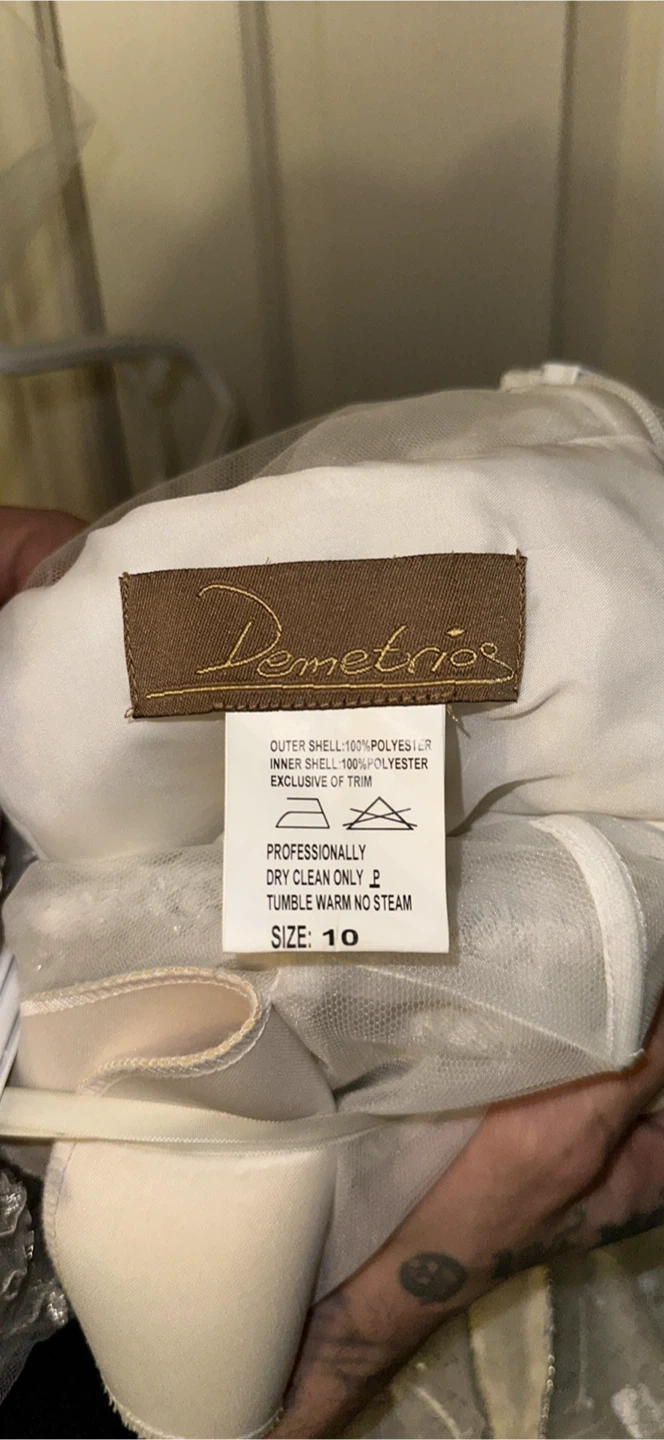 Demetrios
OUTER SHELL:100%POLYESTER
INNER SHELL:100%POLYESTER
EXCLUSIVE OF TRIM
PROFESSIONALLY
DRY CLEAN ONLY P
TUMBLE WARM NO STEAM
SIZE: 10